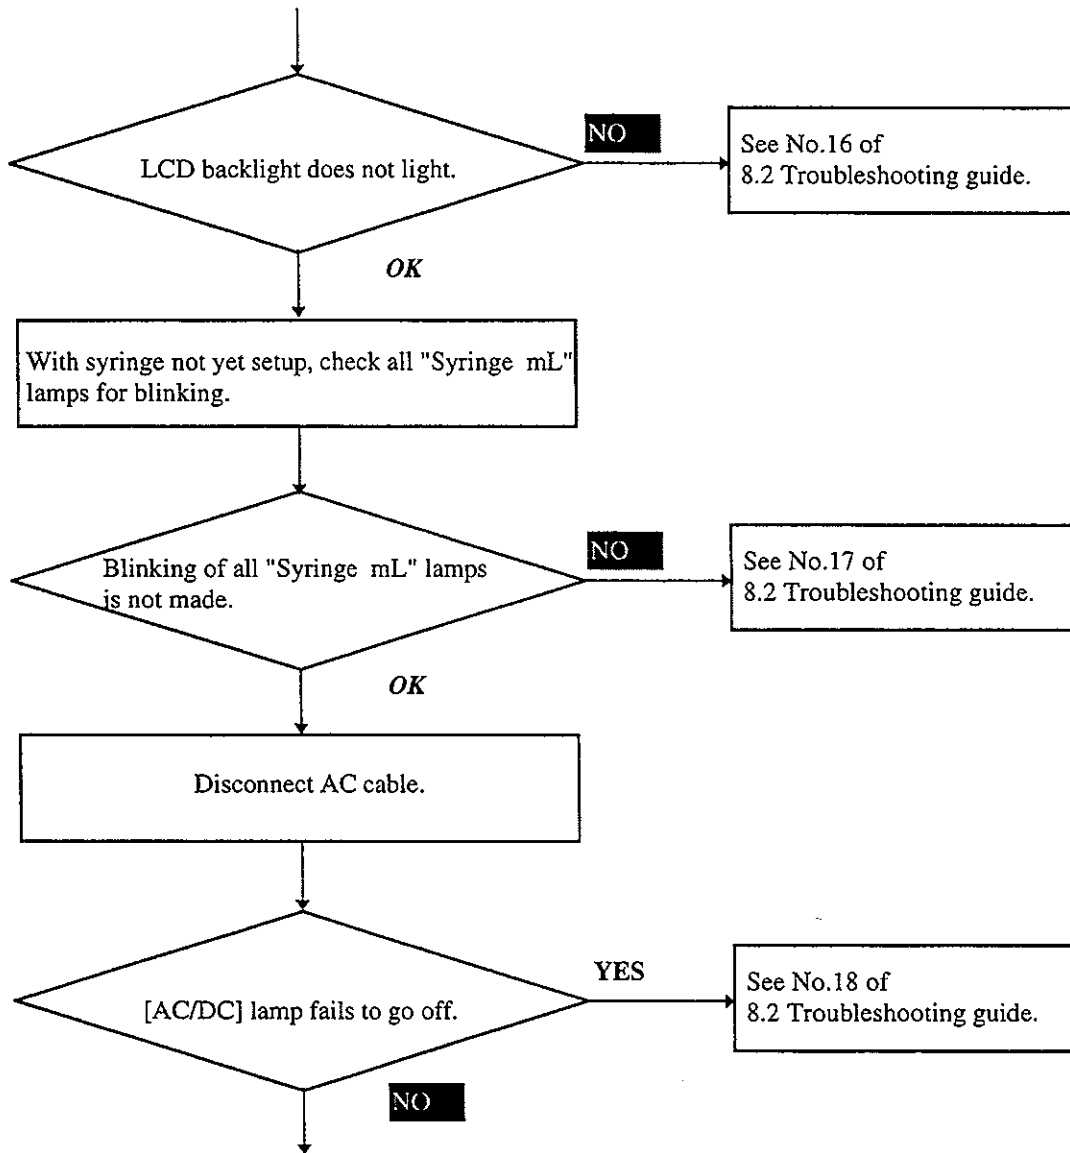 LCD backlight does not light.
NO
See No.16 of
8.2 Troubleshooting guide.
OK
With syringe not yet setup, check all "Syringe mL"
lamps for blinking.
Blinking of all "Syringe mL" lamps
is not made.
NO
See No.17 of
8.2 Troubleshooting guide.
OK
Disconnect AC cable.
[AC/DC] lamp fails to go off.
YES
See No.18 of
8.2 Troubleshooting guide.
NO